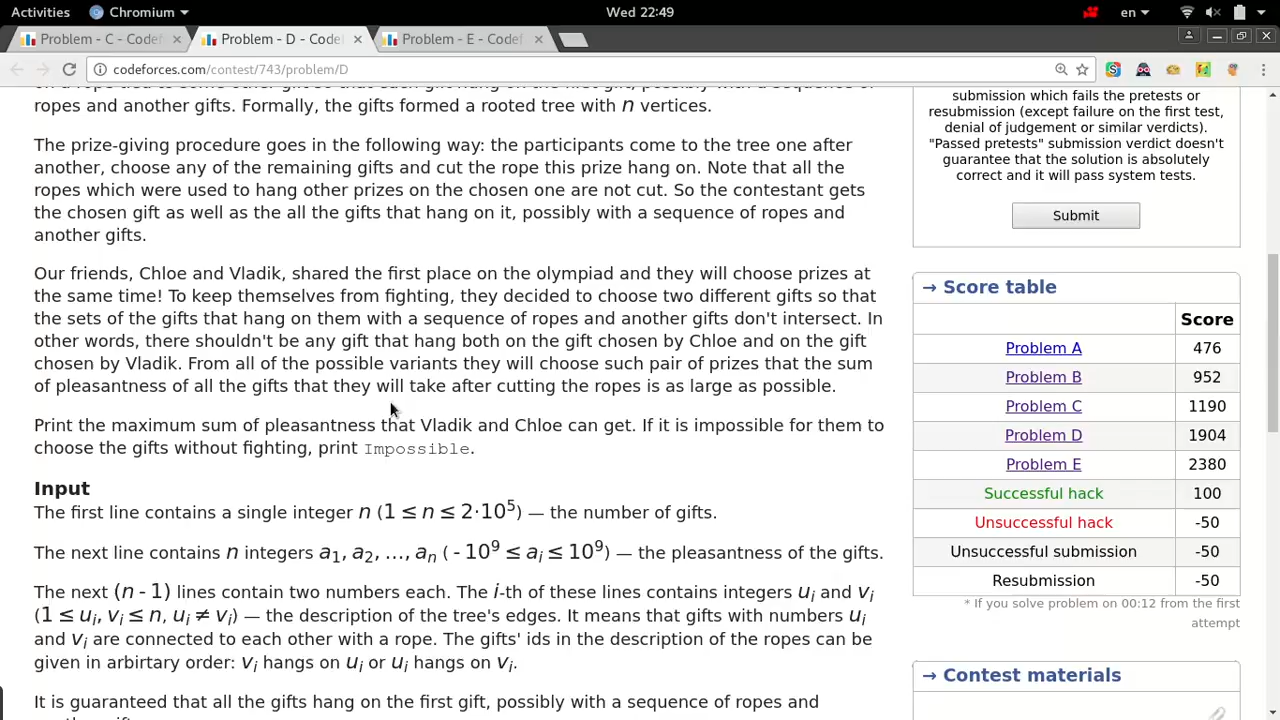 Activities Chromium Wed 22:49 en
Problem - C - Codef Problem - D - Codef Problem - E - Codef
codeforces.com/contest/743/problem/D
ropes and another gifts. Formally, the gifts formed a rooted tree with n vertices.
The prize-giving procedure goes in the following way: the participants come to the tree one after
another, choose any of the remaining gifts and cut the rope this prize hang on. Note that all the
ropes which were used to hang other prizes on the chosen one are not cut. So the contestant gets
the chosen gift as well as the all the gifts that hang on it, possibly with a sequence of ropes and
another gifts.
Our friends, Chloe and Vladik, shared the first place on the olympiad and they will choose prizes at
the same time! To keep themselves from fighting, they decided to choose two different gifts so that
the sets of the gifts that hang on them with a sequence of ropes and another gifts don't intersect. In
other words, there shouldn't be any gift that hang both on the gift chosen by Chloe and on the gift
chosen by Vladik. From all of the possible variants they will choose such pair of prizes that the sum
of pleasantness of all the gifts that they will take after cutting the ropes is as large as possible.
Print the maximum sum of pleasantness that Vladik and Chloe can get. If it is impossible for them to
choose the gifts without fighting, print Impossible.
Input
The first line contains a single integer n (1 ≤ n ≤ 2·10⁵) — the number of gifts.
The next line contains n integers a₁, a₂, ..., aₙ ( - 10⁹ ≤ aᵢ ≤ 10⁹) — the pleasantness of the gifts.
The next (n - 1) lines contain two numbers each. The i-th of these lines contains integers uᵢ and vᵢ
(1 ≤ uᵢ, vᵢ ≤ n, uᵢ ≠ vᵢ) — the description of the tree's edges. It means that gifts with numbers uᵢ
and vᵢ are connected to each other with a rope. The gifts' ids in the description of the ropes can be
given in arbirtary order: vᵢ hangs on uᵢ or uᵢ hangs on vᵢ.
It is guaranteed that all the gifts hang on the first gift, possibly with a sequence of ropes and
submission which fails the pretests or
resubmission (except failure on the first test,
denial of judgement or similar verdicts).
"Passed pretests" submission verdict doesn't
guarantee that the solution is absolutely
correct and it will pass system tests.
Submit
→ Score table
Score
Problem A 476
Problem B 952
Problem C 1190
Problem D 1904
Problem E 2380
Successful hack 100
Unsuccessful hack -50
Unsuccessful submission -50
Resubmission -50
* If you solve problem on 00:12 from the first
attempt
→ Contest materials